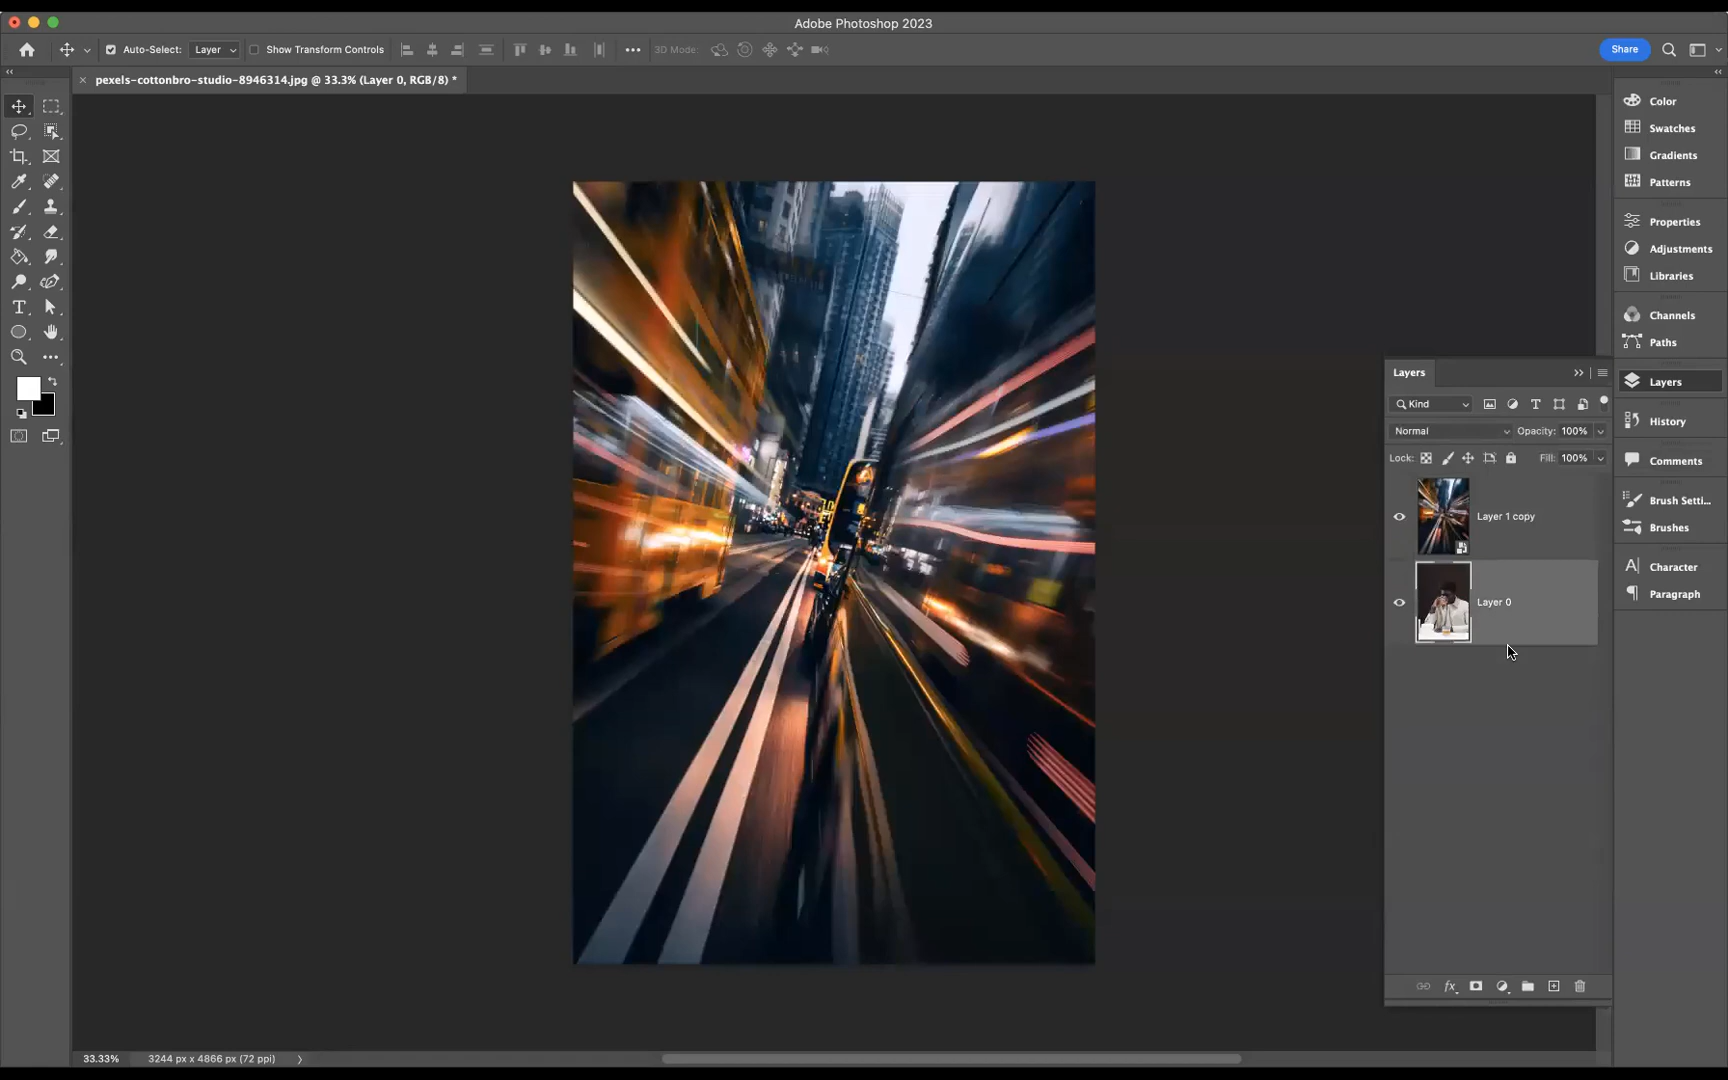 Adobe Photoshop 2023
Auto-Select: Layer Show Transform Controls 3D Mode: Share
pexels-cottonbro-studio-8946314.jpg @ 33.3% (Layer 0, RGB/8) *
Color
Swatches
Gradients
Patterns
Properties
Adjustments
Libraries
Channels
Paths
Layers
History
Comments
Brush Setti...
Brushes
Character
Paragraph
Layers
Kind
Normal Opacity: 100%
Lock: Fill: 100%
Layer 1 copy
Layer 0
33.33% 3244 px x 4866 px (72 ppi)